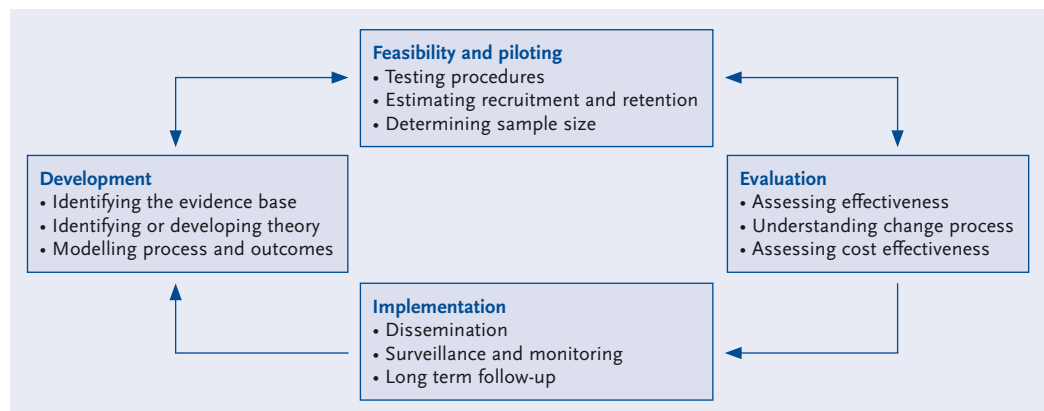 Feasibility and piloting
• Testing procedures
• Estimating recruitment and retention
• Determining sample size
Development
• Identifying the evidence base
• Identifying or developing theory
• Modelling process and outcomes
Evaluation
• Assessing effectiveness
• Understanding change process
• Assessing cost effectiveness
Implementation
• Dissemination
• Surveillance and monitoring
• Long term follow-up